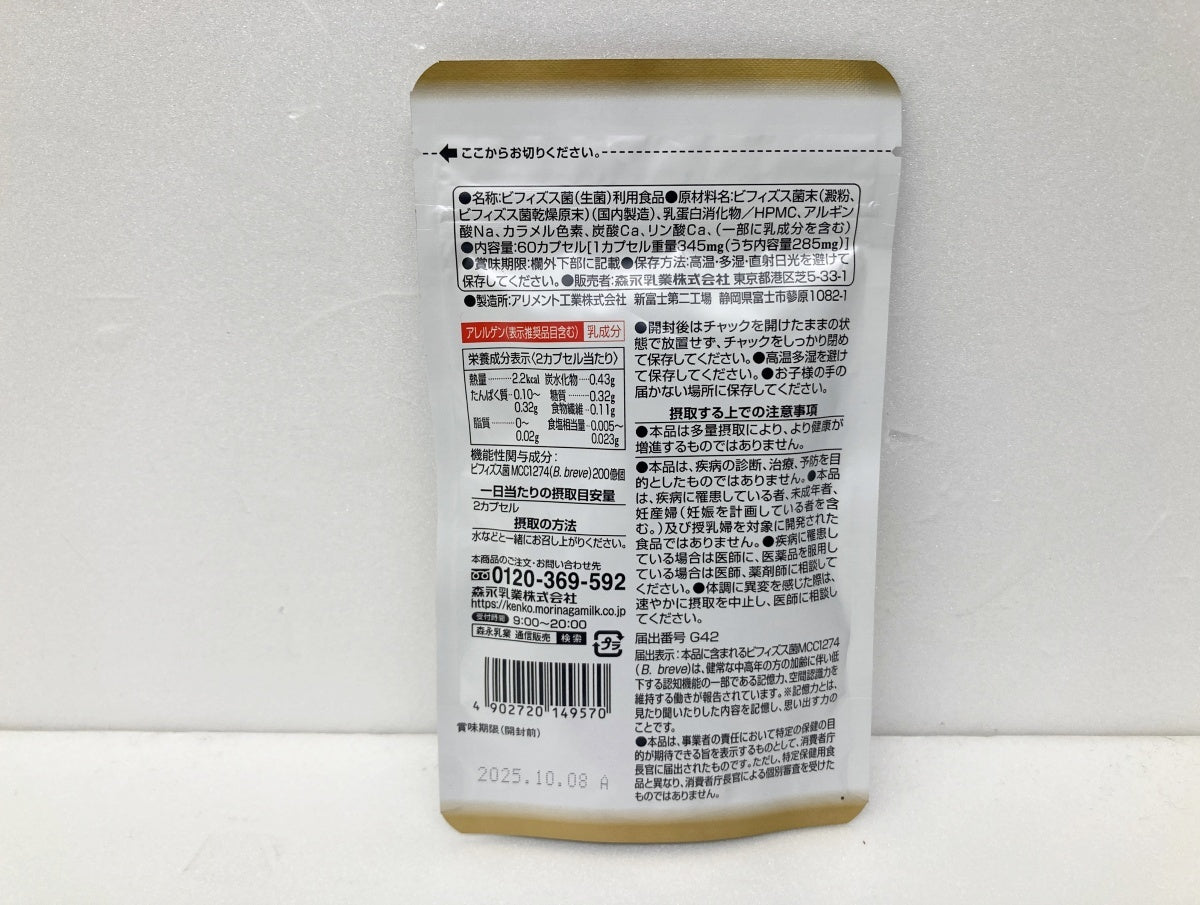 ここからお切りください。
●名称:ビフィズス菌(生菌)利用食品●原材料名:ビフィズス菌末(澱粉、
ビフィズス菌乾燥原末)(国内製造)、乳蛋白消化物/HPMC、アルギン
酸Na、カラメル色素、炭酸Ca、リン酸Ca、(一部に乳成分を含む)
●内容量:60カプセル[1カプセル重量345mg(うち内容量285mg)]
●賞味期限:欄外下部に記載●保存方法:高温・多湿・直射日光を避けて
保存してください。●販売者:森永乳業株式会社 東京都港区芝5-33-1
●製造所:アリメント工業株式会社 新富士第二工場 静岡県富士市蓼原1082-1
アレルゲン(表示推奨品目含む) 乳成分
栄養成分表示〈2カプセル当たり〉
熱量………2.2kcal 炭水化物…0.43g
たんぱく質…0.10〜 糖質………0.32g
0.32g 食物繊維…0.11g
脂質………0〜 食塩相当量…0.005〜
0.02g 0.023g
機能性関与成分:
ビフィズス菌MCC1274(B. breve)200億個
一日当たりの摂取目安量
2カプセル
摂取の方法
水などと一緒にお召し上がりください。
本商品のご注文・お問い合わせ先
0120-369-592
森永乳業株式会社
https://kenko.morinagamilk.co.jp
受付時間 9:00〜20:00
森永乳業 通信販売 検索
プラ
4 902720 149570
賞味期限(開封前)
2025.10.08 A
●開封後はチャックを開けたままの状
態で放置せず、チャックをしっかり閉め
て保存してください。●高温多湿を避け
て保存してください。●お子様の手の
届かない場所に保存してください。
摂取する上での注意事項
●本品は多量摂取により、より健康が
増進するものではありません。
●本品は、疾病の診断、治療、予防を目
的としたものではありません。●本品
は、疾病に罹患している者、未成年者、
妊産婦(妊娠を計画している者を含
む。)及び授乳婦を対象に開発された
食品ではありません。●疾病に罹患し
ている場合は医師に、医薬品を服用し
ている場合は医師、薬剤師に相談して
ください。●体調に異変を感じた際は、
速やかに摂取を中止し、医師に相談し
てください。
届出番号 G42
届出表示:本品に含まれるビフィズス菌MCC1274
(B. breve)は、健常な中高年の方の加齢に伴い低
下する認知機能の一部である記憶力、空間認識力を
維持する働きが報告されています。※記憶力とは、
見たり聞いたりした内容を記憶し、思い出す力の
ことです。
●本品は、事業者の責任において特定の保健の目
的が期待できる旨を表示するものとして、消費者庁
長官に届出されたものです。ただし、特定保健用食
品と異なり、消費者庁長官による個別審査を受けた
ものではありません。